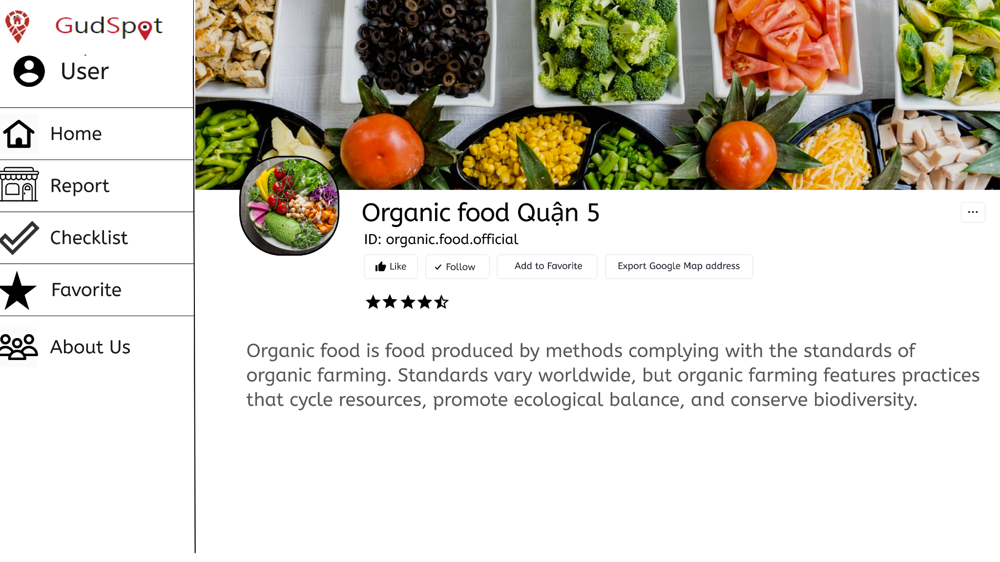 GudSpot
User
Home
Report
Checklist
Favorite
About Us
Organic food Quận 5
ID: organic.food.official
...
Like
Follow
Add to Favorite
Export Google Map address
Organic food is food produced by methods complying with the standards of
organic farming. Standards vary worldwide, but organic farming features practices
that cycle resources, promote ecological balance, and conserve biodiversity.